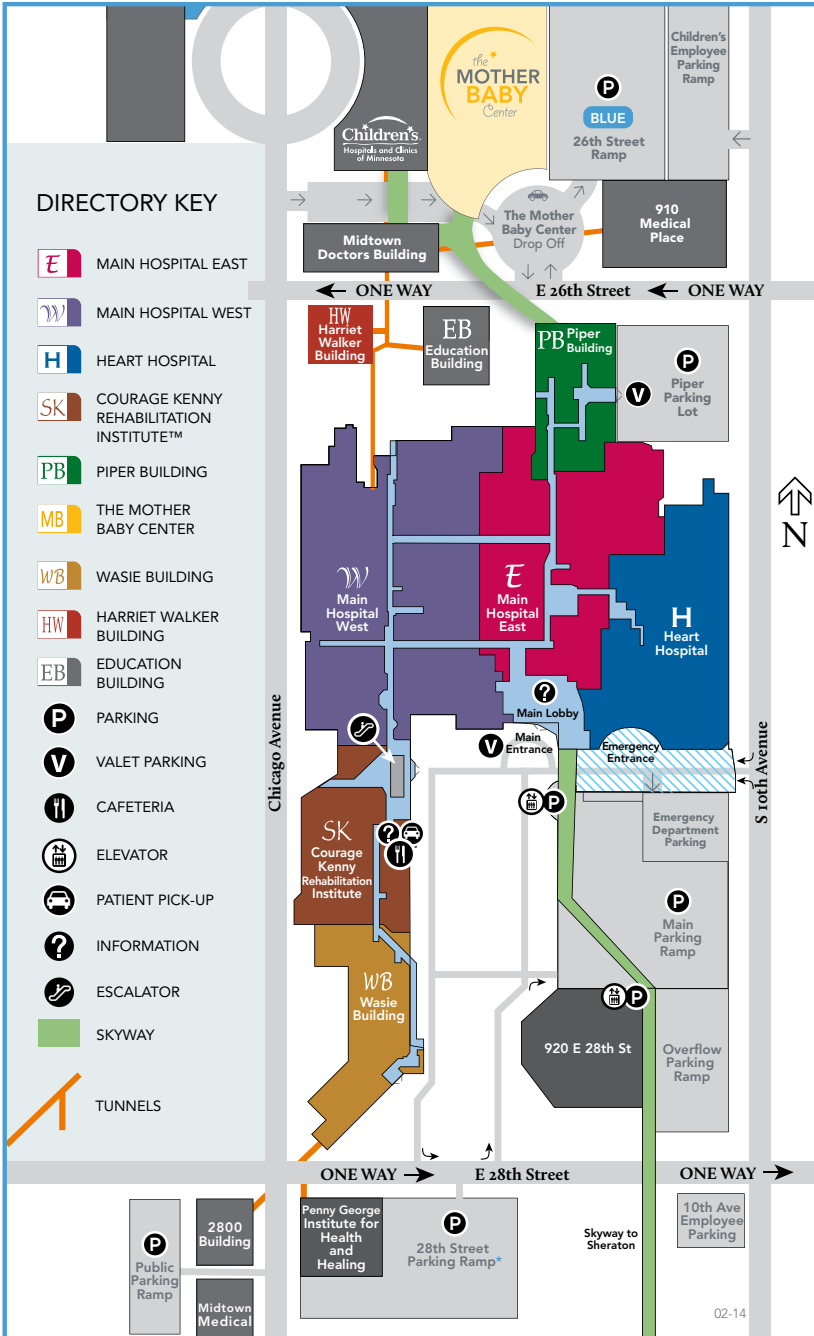 the
MOTHER
BABY
Center
Children's
Employee
Parking
Ramp
P
BLUE
26th Street
Ramp
Children's
Hospitals and Clinics
of Minnesota
DIRECTORY KEY
E MAIN HOSPITAL EAST
W MAIN HOSPITAL WEST
H HEART HOSPITAL
SK COURAGE KENNY
REHABILITATION
INSTITUTE™
PB PIPER BUILDING
MB THE MOTHER
BABY CENTER
WB WASIE BUILDING
HW HARRIET WALKER
BUILDING
EB EDUCATION
BUILDING
P PARKING
V VALET PARKING
CAFETERIA
ELEVATOR
PATIENT PICK-UP
? INFORMATION
ESCALATOR
SKYWAY
TUNNELS
The Mother
Baby Center
Drop Off
910
Medical
Place
Midtown
Doctors Building
ONE WAY
E 26th Street
ONE WAY
HW
Harriet
Walker
Building
EB
Education
Building
PB Piper
Building
P
Piper
Parking
Lot
V
N
W
Main
Hospital
West
E
Main
Hospital
East
H
Heart
Hospital
?
Main Lobby
V
Main
Entrance
Emergency
Entrance
Chicago Avenue
S 10th Avenue
P
Emergency
Department
Parking
SK
Courage
Kenny
Rehabilitation
Institute
?
P
Main
Parking
Ramp
WB
Wasie
Building
P
920 E 28th St
Overflow
Parking
Ramp
ONE WAY
E 28th Street
ONE WAY
P
Public
Parking
Ramp
2800
Building
Midtown
Medical
Penny George
Institute for
Health
and
Healing
P
28th Street
Parking Ramp*
Skyway to
Sheraton
10th Ave
Employee
Parking
02-14